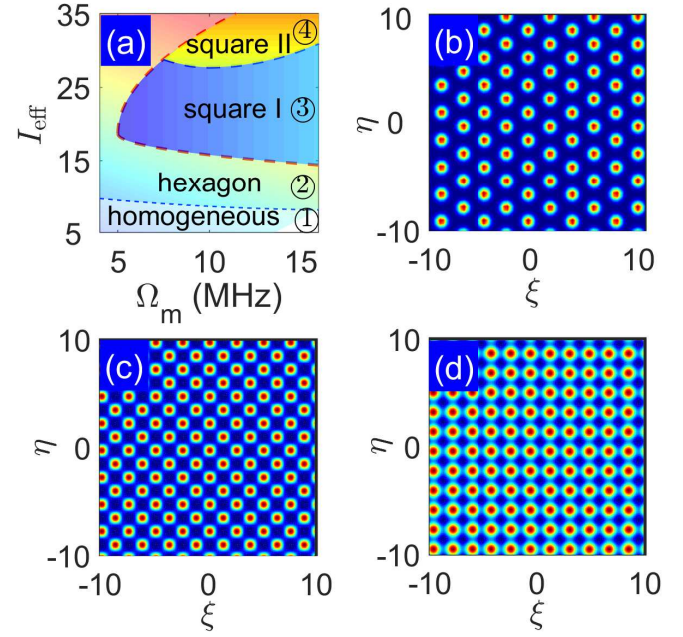 (a)
35
25
15
5
I_eff
square II ④
square I ③
hexagon ②
homogeneous ①
5 10 15
Ω_m (MHz)
(b)
10
0
-10
η
-10 0 10
ξ
(c)
10
0
-10
η
-10 0 10
ξ
(d)
10
0
-10
η
-10 0 10
ξ